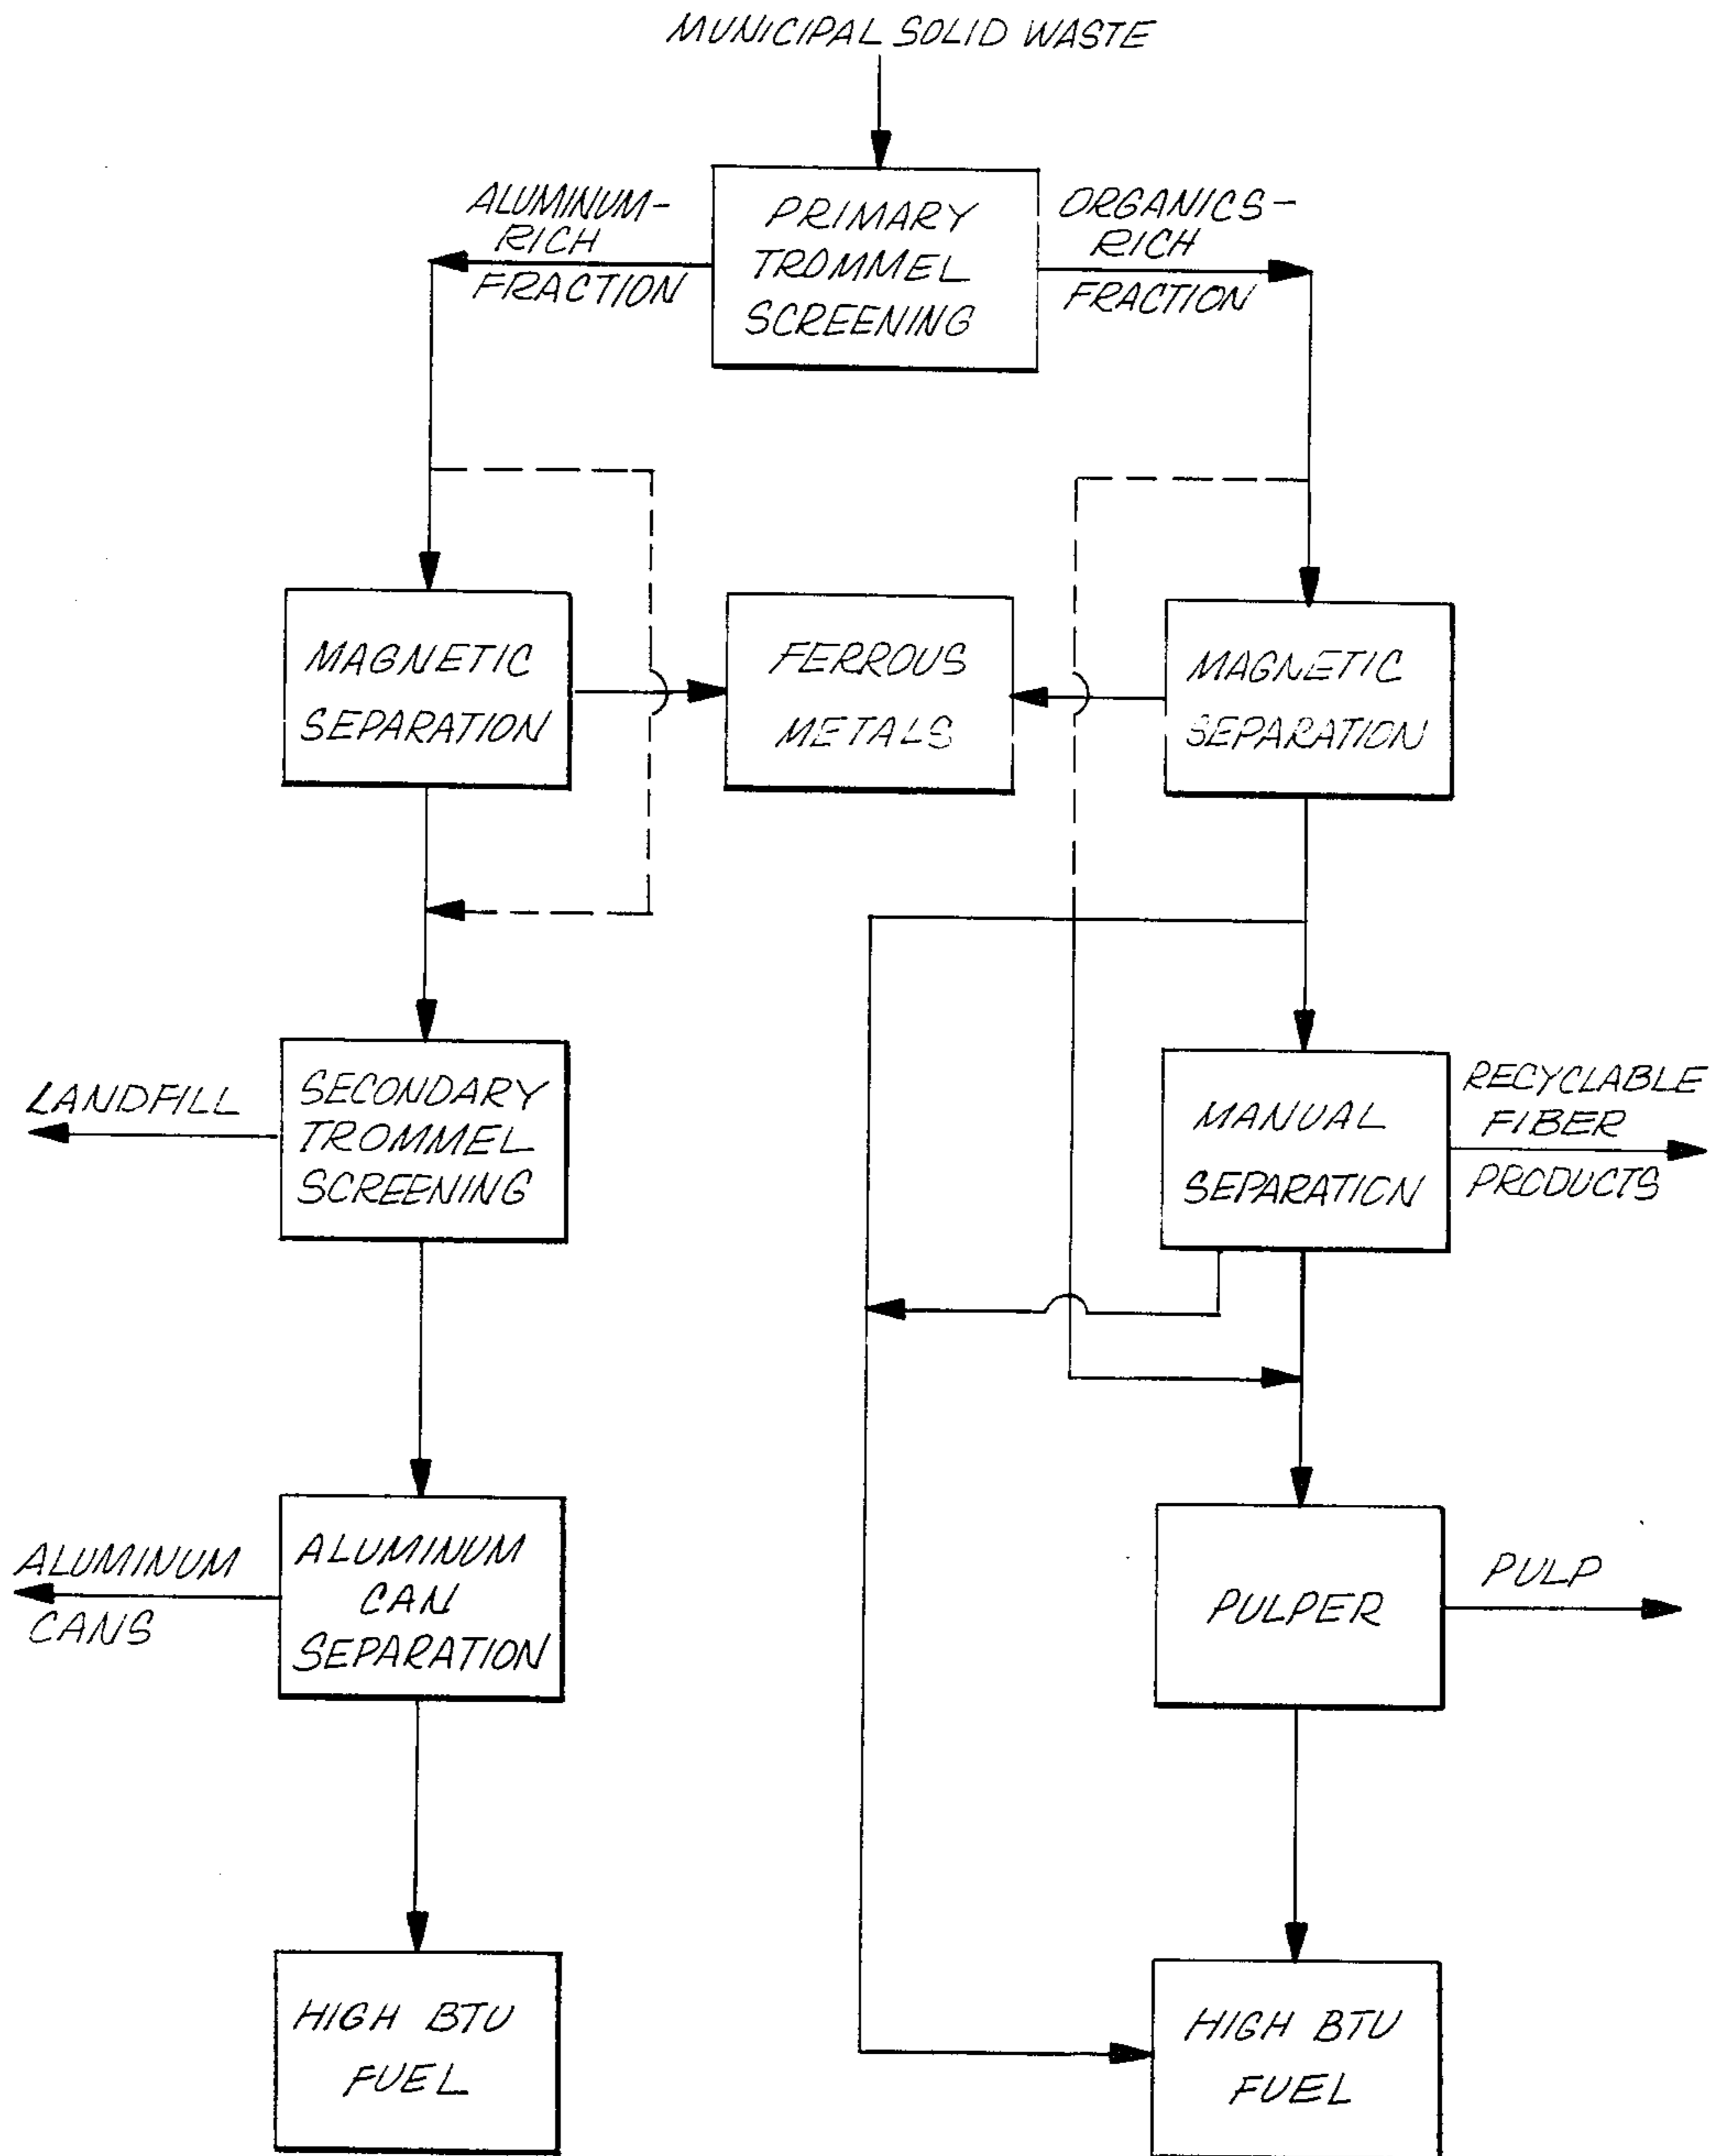 MUNICIPAL SOLID WASTE
ALUMINUM-
RICH
FRACTION
PRIMARY
TROMMEL
SCREENING
ORGANICS-
RICH
FRACTION
MAGNETIC
SEPARATION
FERROUS
METALS
MAGNETIC
SEPARATION
LANDFILL
SECONDARY
TROMMEL
SCREENING
MANUAL
SEPARATION
RECYCLABLE
FIBER
PRODUCTS
ALUMINUM
CANS
ALUMINUM
CAN
SEPARATION
PULPER
PULP
HIGH BTU
FUEL
HIGH BTU
FUEL